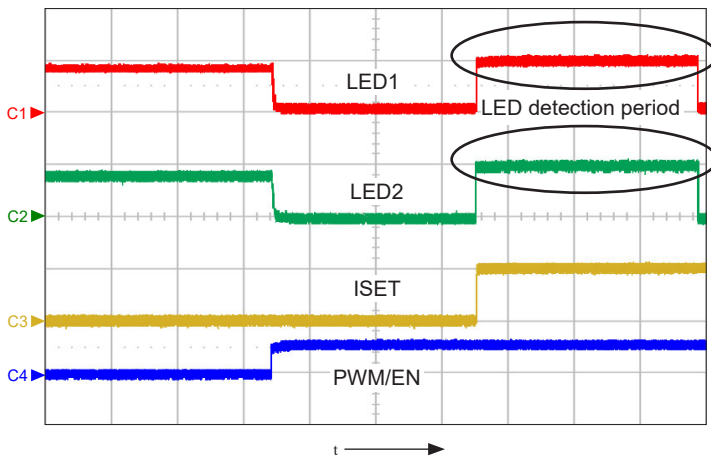 LED1
C1
LED detection period
LED2
C2
ISET
C3
C4
PWM/EN
t